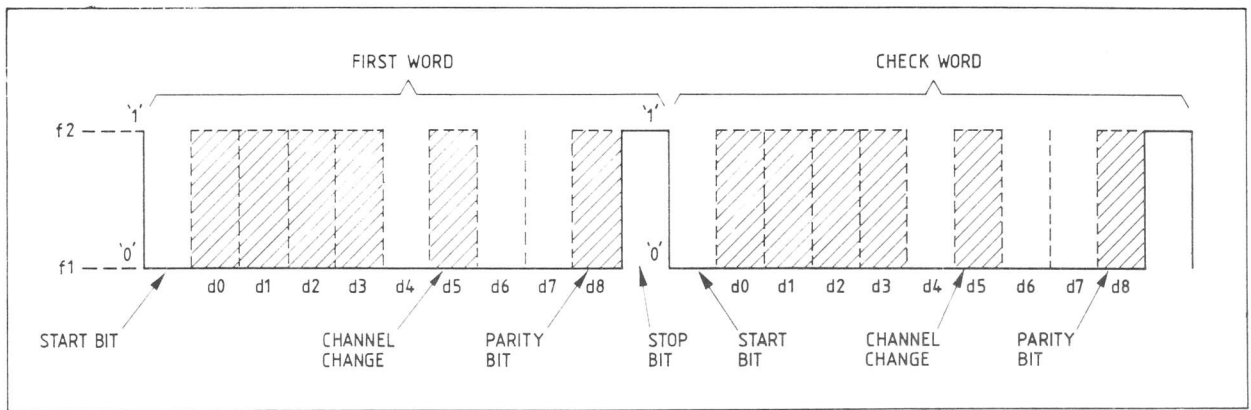 FIRST WORD CHECK WORD
'1' '1'
f2
'0' '0'
f1
d0 d1 d2 d3 d4 d5 d6 d7 d8 d0 d1 d2 d3 d4 d5 d6 d7 d8
START BIT CHANNEL PARITY STOP START CHANNEL PARITY
CHANGE BIT BIT BIT CHANGE BIT